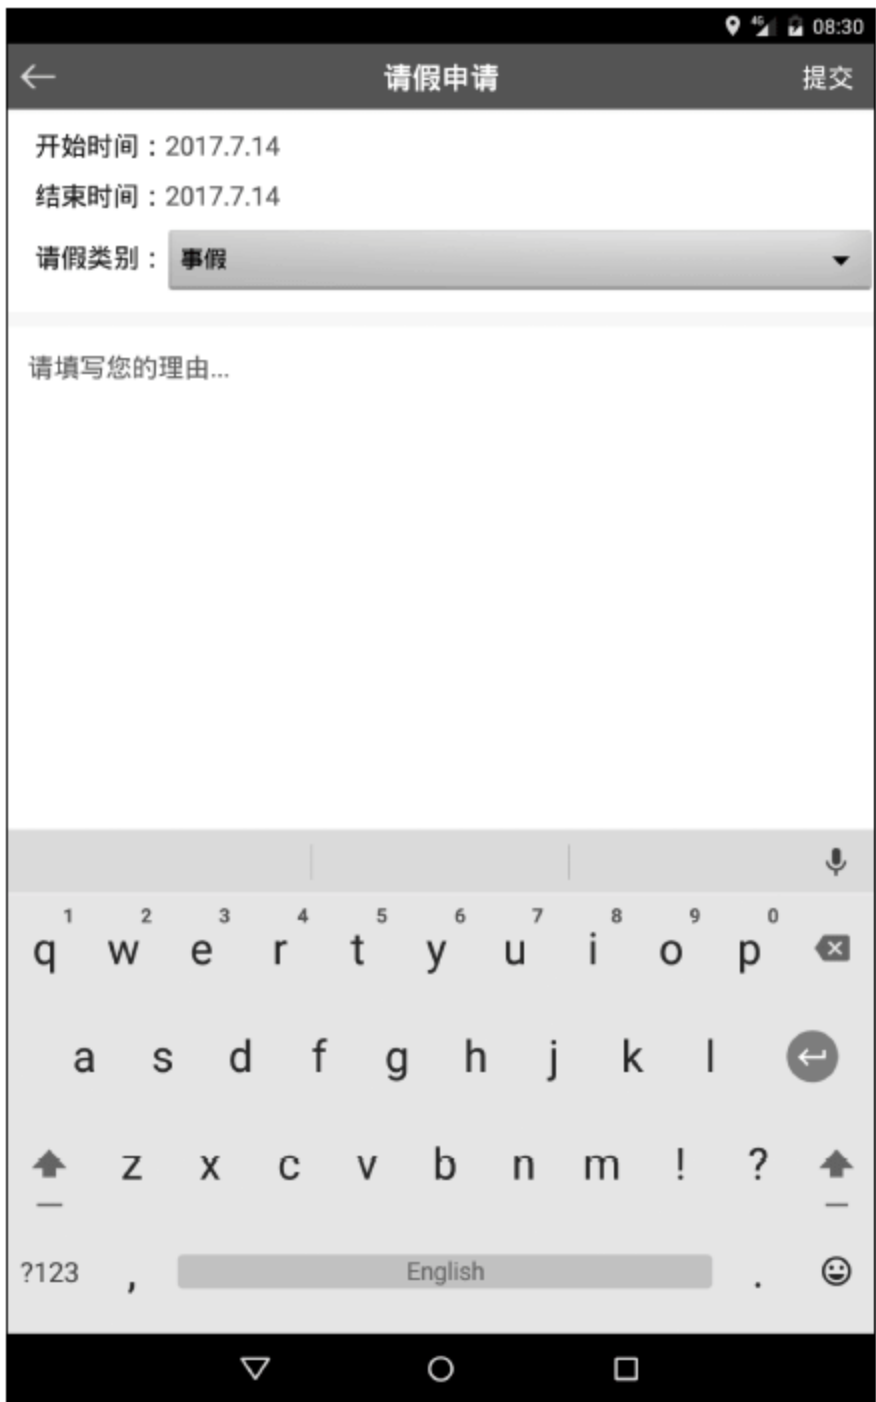 4G 08:30
请假申请 提交
开始时间：2017.7.14
结束时间：2017.7.14
请假类别： 事假
请填写您的理由...
1 2 3 4 5 6 7 8 9 0
q w e r t y u i o p
a s d f g h j k l
z x c v b n m ! ?
?123 , English .